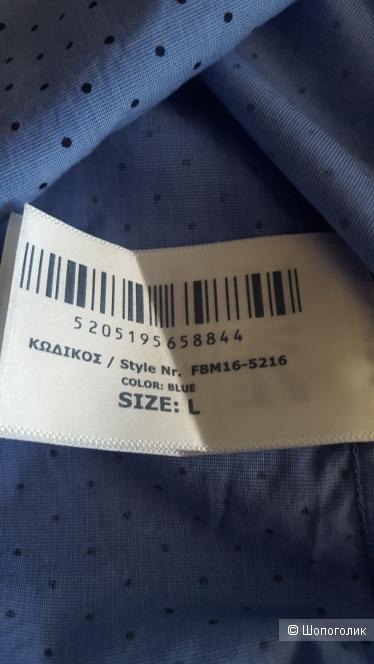 5205195658844
ΚΩΔΙΚΟΣ / Style Nr. FBM16-5216
COLOR: BLUE
SIZE: L
© Шопоголик